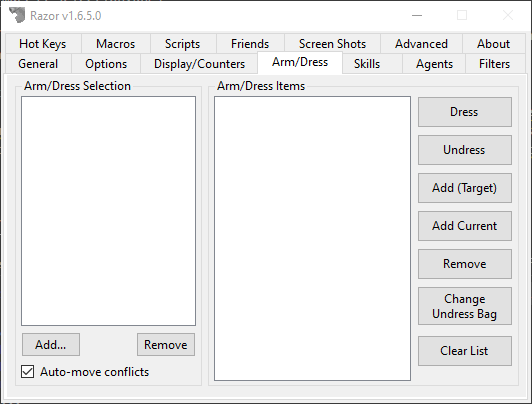 Razor v1.6.5.0
Hot Keys Macros Scripts Friends Screen Shots Advanced About
General Options Display/Counters Arm/Dress Skills Agents Filters
Arm/Dress Selection
Arm/Dress Items
Dress
Undress
Add (Target)
Add Current
Remove
Change
Undress Bag
Clear List
Add...
Remove
Auto-move conflicts